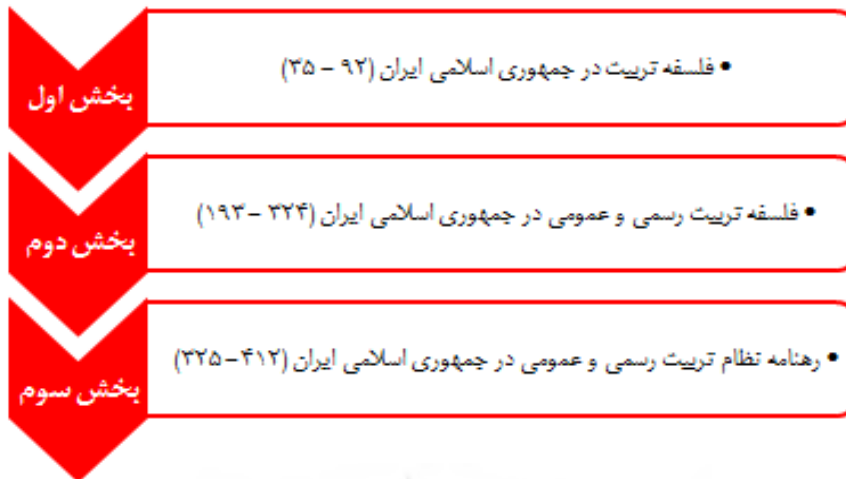 بخش اول
• فلسفه تربیت در جمهوری اسلامی ایران (۹۲ – ۳۵)
بخش دوم
• فلسفه تربیت رسمی و عمومی در جمهوری اسلامی ایران (۳۲۴ – ۱۹۳)
بخش سوم
• رهنامه نظام تربیت رسمی و عمومی در جمهوری اسلامی ایران (۴۱۲–۳۲۵)